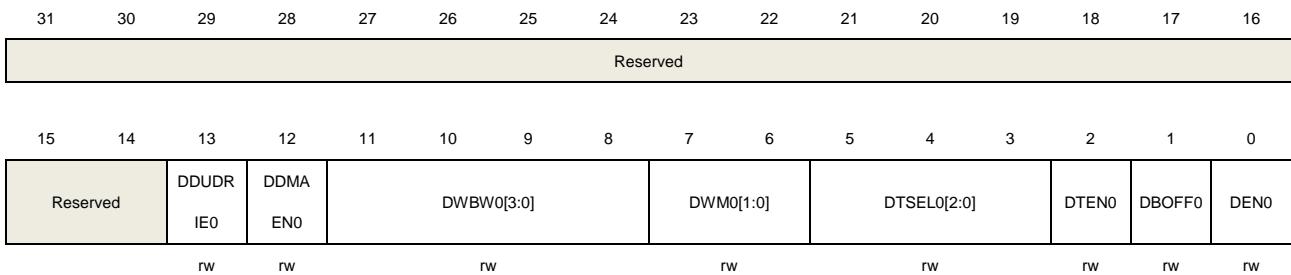 31 30 29 28 27 26 25 24 23 22 21 20 19 18 17 16
Reserved
15 14 13 12 11 10 9 8 7 6 5 4 3 2 1 0
Reserved DDUDR IE0 DDMA EN0 DWBW0[3:0] DWM0[1:0] DTSEL0[2:0] DTEN0 DBOFF0 DEN0
rw rw rw rw rw rw rw rw